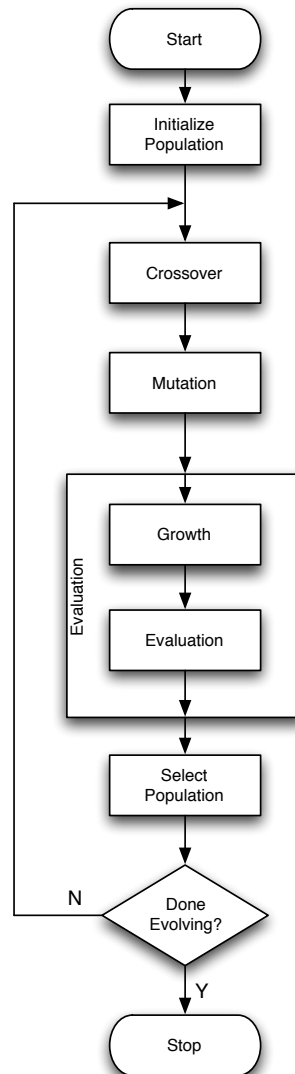 Start
Initialize
Population
Crossover
Mutation
Evaluation
Growth
Evaluation
Select
Population
Done
Evolving?
N
Y
Stop